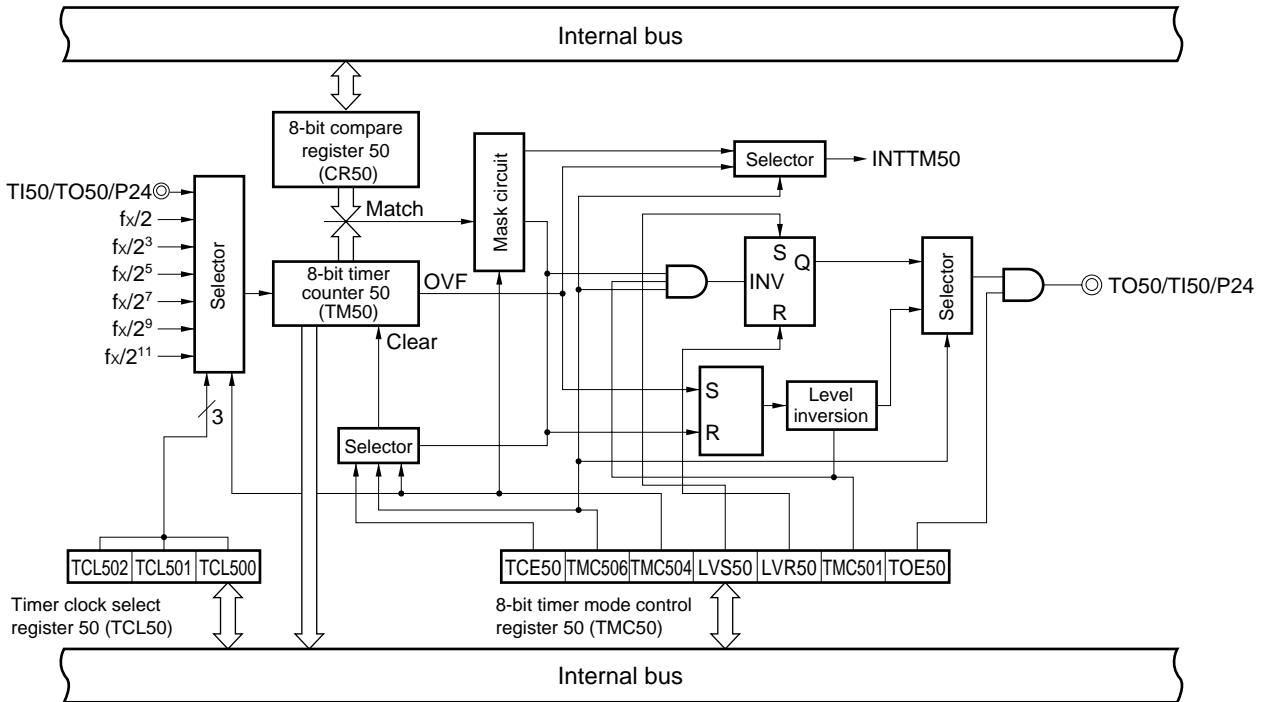 Internal bus
8-bit compare
register 50
(CR50)
Match
Mask circuit
Selector
INTTM50
TI50/TO50/P24
fX/2
fX/2³
fX/2⁵
fX/2⁷
fX/2⁹
fX/2¹¹
Selector
8-bit timer
counter 50
(TM50)
OVF
Clear
S
INV
Q
R
Selector
TO50/TI50/P24
3
Selector
S
R
Level
inversion
TCL502 TCL501 TCL500
TCE50 TMC506 TMC504 LVS50 LVR50 TMC501 TOE50
Timer clock select
register 50 (TCL50)
8-bit timer mode control
register 50 (TMC50)
Internal bus